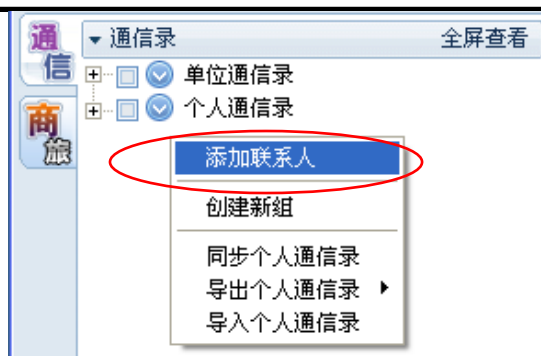 通信
▼ 通信录 全屏查看
单位通信录
个人通信录
商旅
添加联系人
创建新组
同步个人通信录
导出个人通信录
导入个人通信录